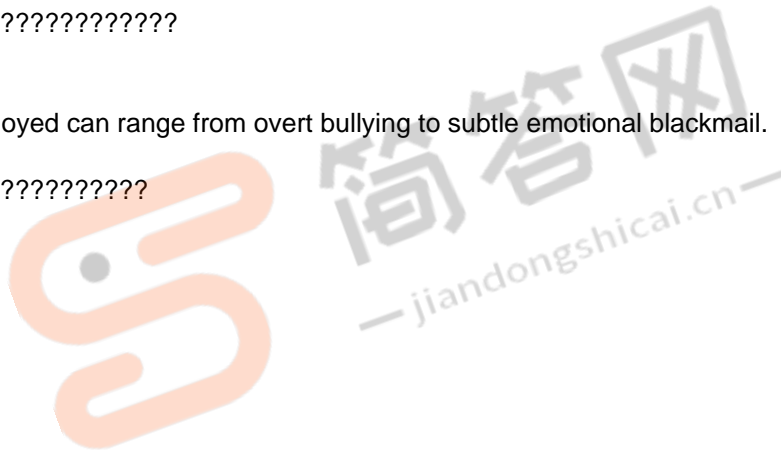 ????????????
oyed can range from overt bullying to subtle emotional blackmail.
??????????
简答网
jiandongshicai.cn